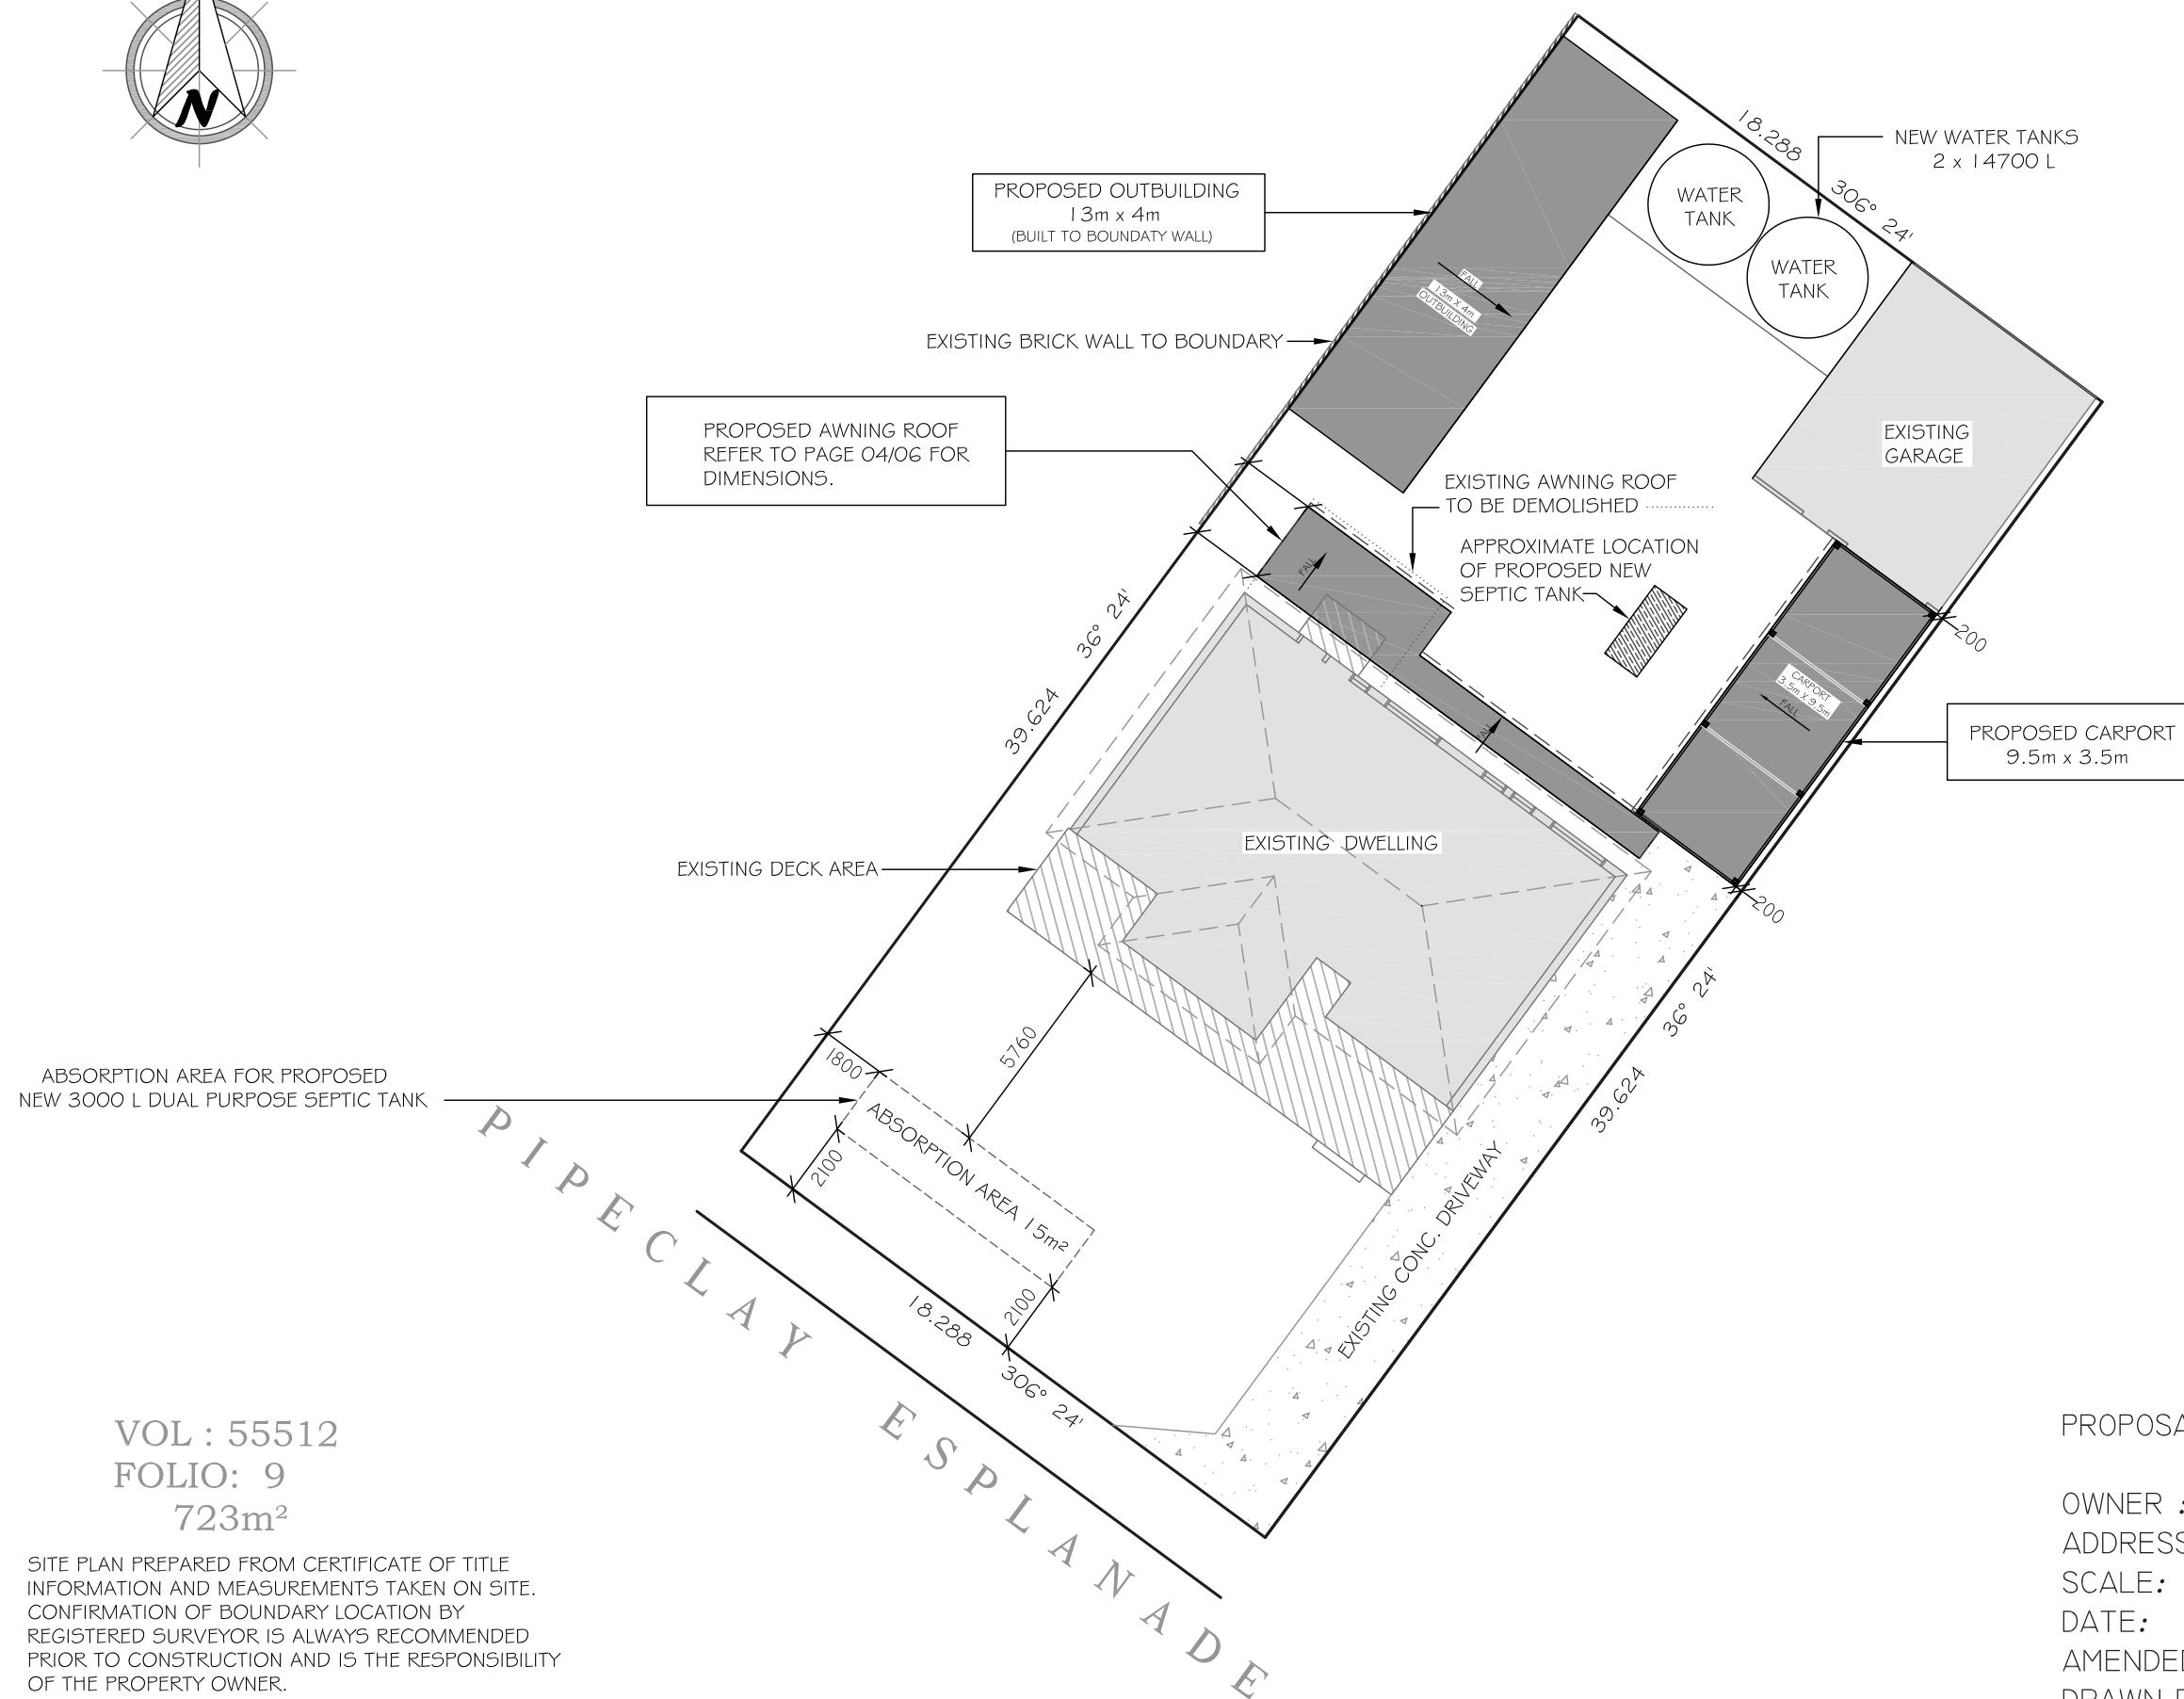 N
18.288
306° 24'
NEW WATER TANKS
2 x 14700 L
WATER
TANK
WATER
TANK
PROPOSED OUTBUILDING
13m x 4m
(BUILT TO BOUNDATY WALL)
FALL
13m X 4m
OUTBUILDING
EXISTING BRICK WALL TO BOUNDARY
PROPOSED AWNING ROOF
REFER TO PAGE 04/06 FOR
DIMENSIONS.
EXISTING
GARAGE
EXISTING AWNING ROOF
TO BE DEMOLISHED
APPROXIMATE LOCATION
OF PROPOSED NEW
SEPTIC TANK
FALL
36° 24'
39.624
200
CARPORT
3.5m X 9.5m
FALL
FALL
PROPOSED CARPORT
9.5m x 3.5m
EXISTING DWELLING
EXISTING DECK AREA
200
36° 24'
39.624
5760
1800
ABSORPTION AREA FOR PROPOSED
NEW 3000 L DUAL PURPOSE SEPTIC TANK
ABSORPTION AREA 15m²
2100
2100
EXISTING CONC. DRIVEWAY
18.288
306° 24'
PIPECLAY ESPLANADE
VOL : 55512
FOLIO: 9
723m²
SITE PLAN PREPARED FROM CERTIFICATE OF TITLE
INFORMATION AND MEASUREMENTS TAKEN ON SITE.
CONFIRMATION OF BOUNDARY LOCATION BY
REGISTERED SURVEYOR IS ALWAYS RECOMMENDED
PRIOR TO CONSTRUCTION AND IS THE RESPONSIBILITY
OF THE PROPERTY OWNER.
OWNER :
ADDRESS
SCALE:
DATE: